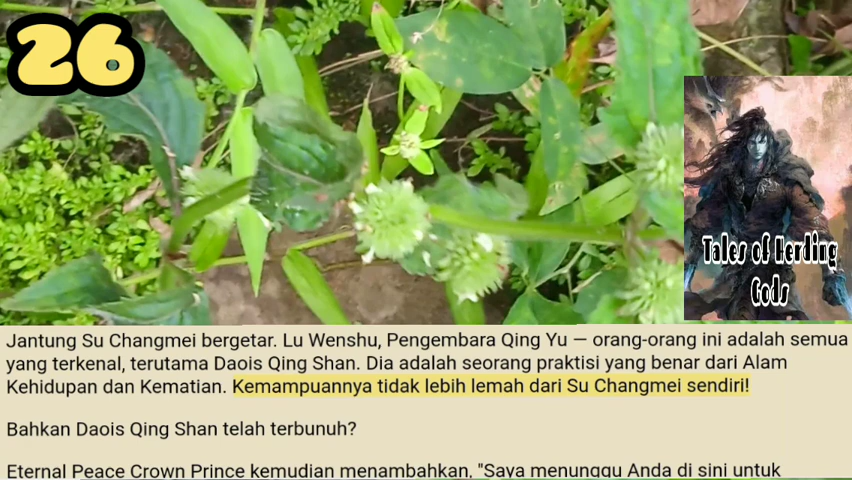 26
Tales of Herding
Gods
Jantung Su Changmei bergetar. Lu Wenshu, Pengembara Qing Yu — orang-orang ini adalah semua
yang terkenal, terutama Daois Qing Shan. Dia adalah seorang praktisi yang benar dari Alam
Kehidupan dan Kematian. Kemampuannya tidak lebih lemah dari Su Changmei sendiri!
Bahkan Daois Qing Shan telah terbunuh?
Eternal Peace Crown Prince kemudian menambahkan, "Saya menunggu Anda di sini untuk